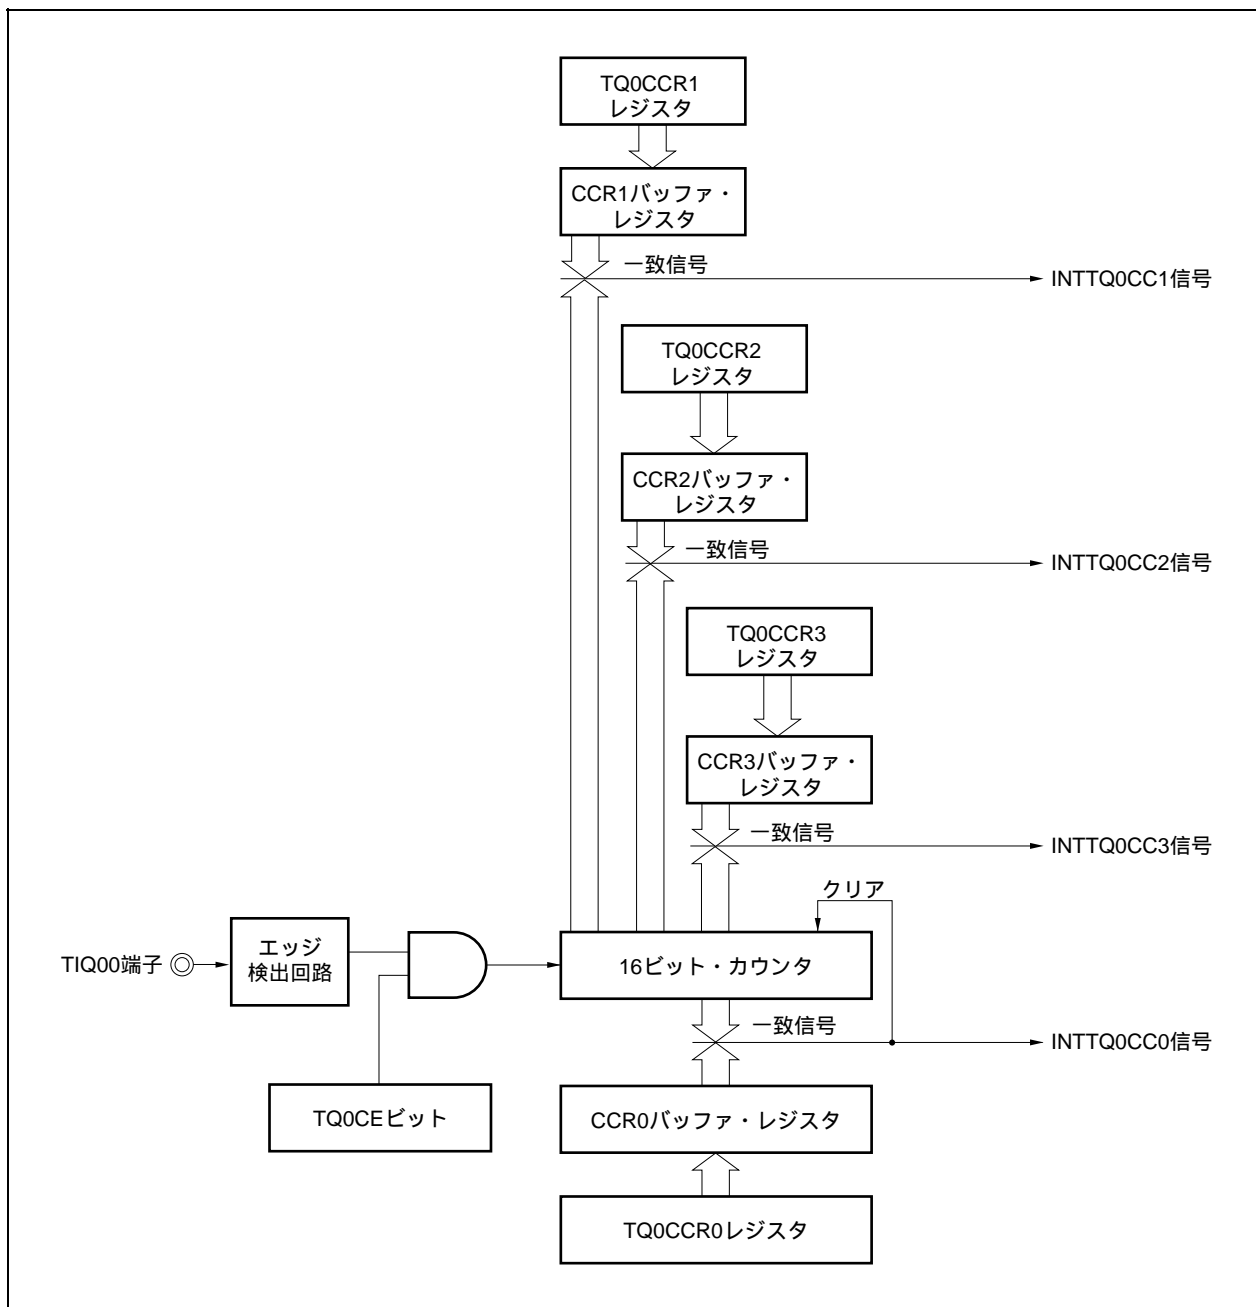 TQ0CCR1
レジスタ
CCR1バッファ・
レジスタ
一致信号
INTTQ0CC1信号
TQ0CCR2
レジスタ
CCR2バッファ・
レジスタ
一致信号
INTTQ0CC2信号
TQ0CCR3
レジスタ
CCR3バッファ・
レジスタ
一致信号
INTTQ0CC3信号
クリア
TIQ00端子
エッジ
検出回路
16ビット・カウンタ
一致信号
INTTQ0CC0信号
TQ0CEビット
CCR0バッファ・レジスタ
TQ0CCR0レジスタ